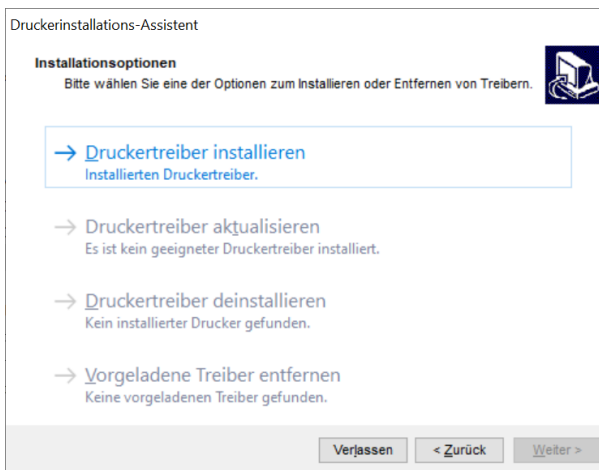 Druckerinstallations-Assistent
Installationsoptionen
Bitte wählen Sie eine der Optionen zum Installieren oder Entfernen von Treibern.
Druckertreiber installieren
Installierten Druckertreiber.
Druckertreiber aktualisieren
Es ist kein geeigneter Druckertreiber installiert.
Druckertreiber deinstallieren
Kein installierter Drucker gefunden.
Vorgeladene Treiber entfernen
Keine vorgeladenen Treiber gefunden.
Verlassen < Zurück Weiter >